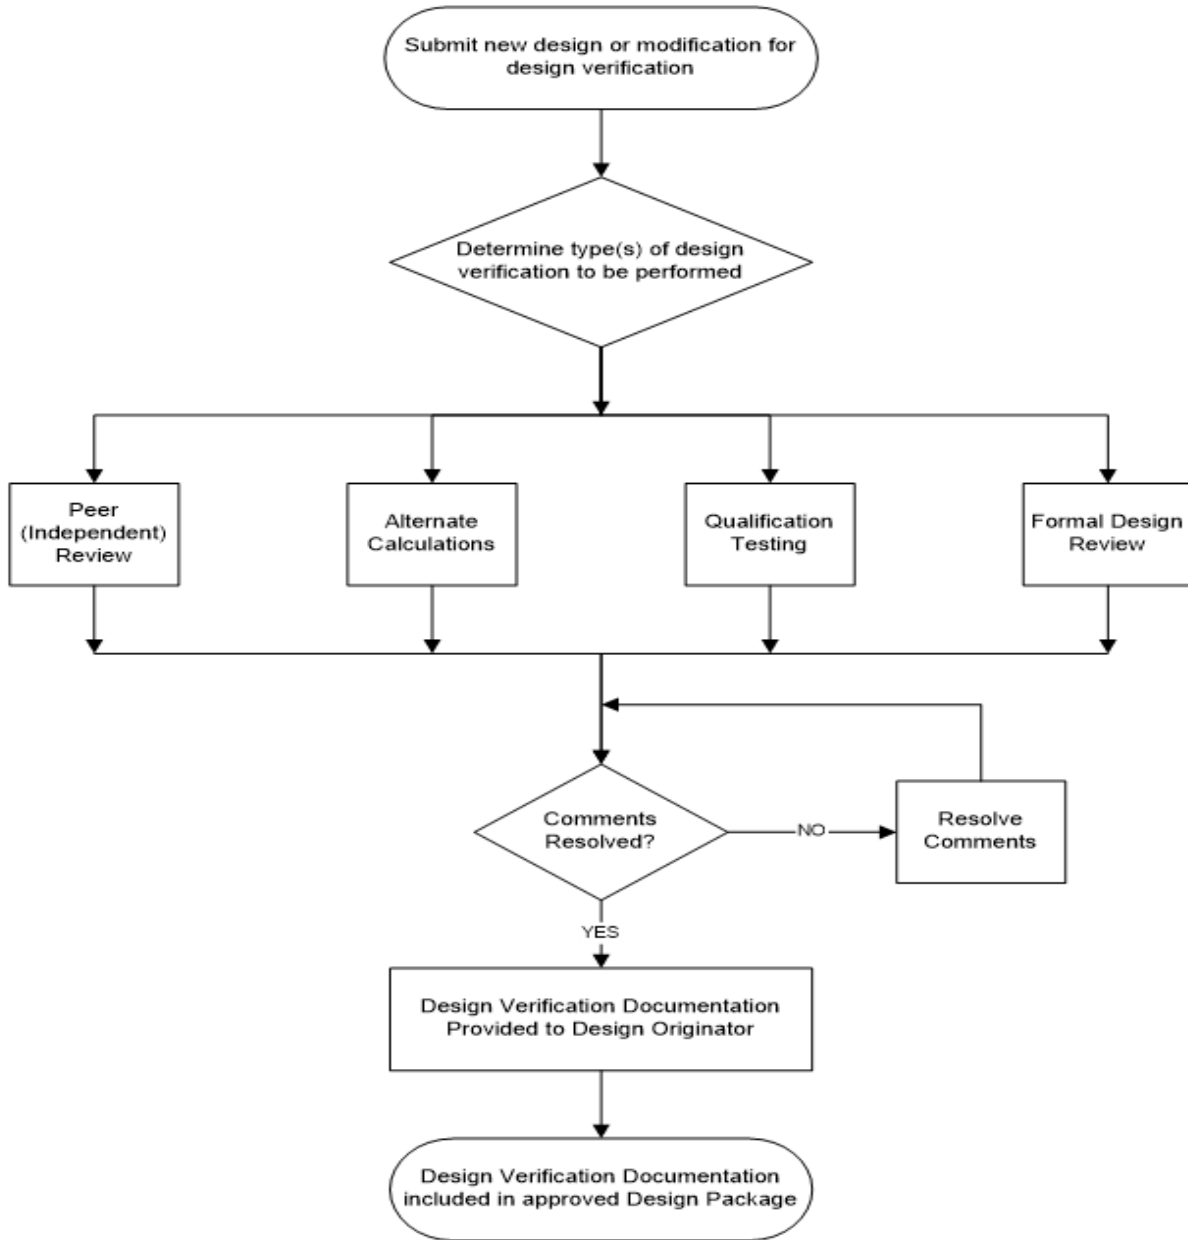 Submit new design or modification for
design verification
Determine type(s) of design
verification to be performed
Peer
(Independent)
Review
Alternate
Calculations
Qualification
Testing
Formal Design
Review
Comments
Resolved?
NO
Resolve
Comments
YES
Design Verification Documentation
Provided to Design Originator
Design Verification Documentation
included in approved Design Package